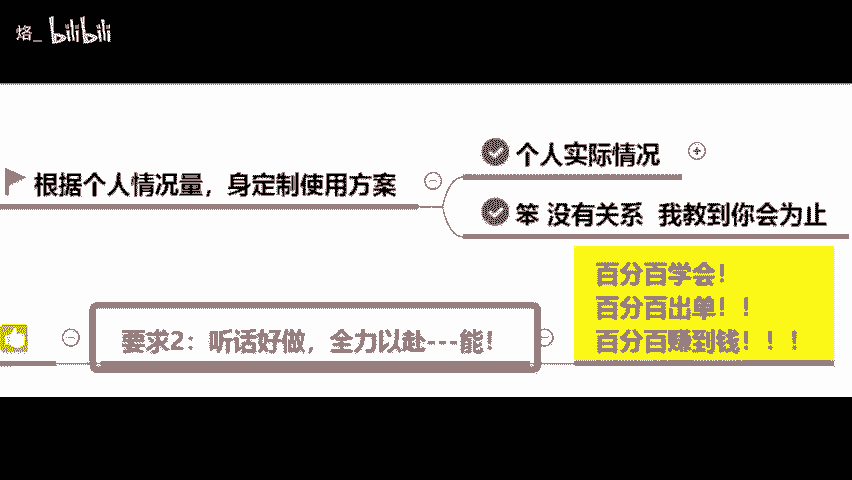 烙_ bilibili
个人实际情况
根据个人情况量，身定制使用方案
笨 没有关系 我教到你会为止
百分百学会！
百分百出单！！
要求2：听话好做，全力以赴---能！
百分百赚到钱！！！